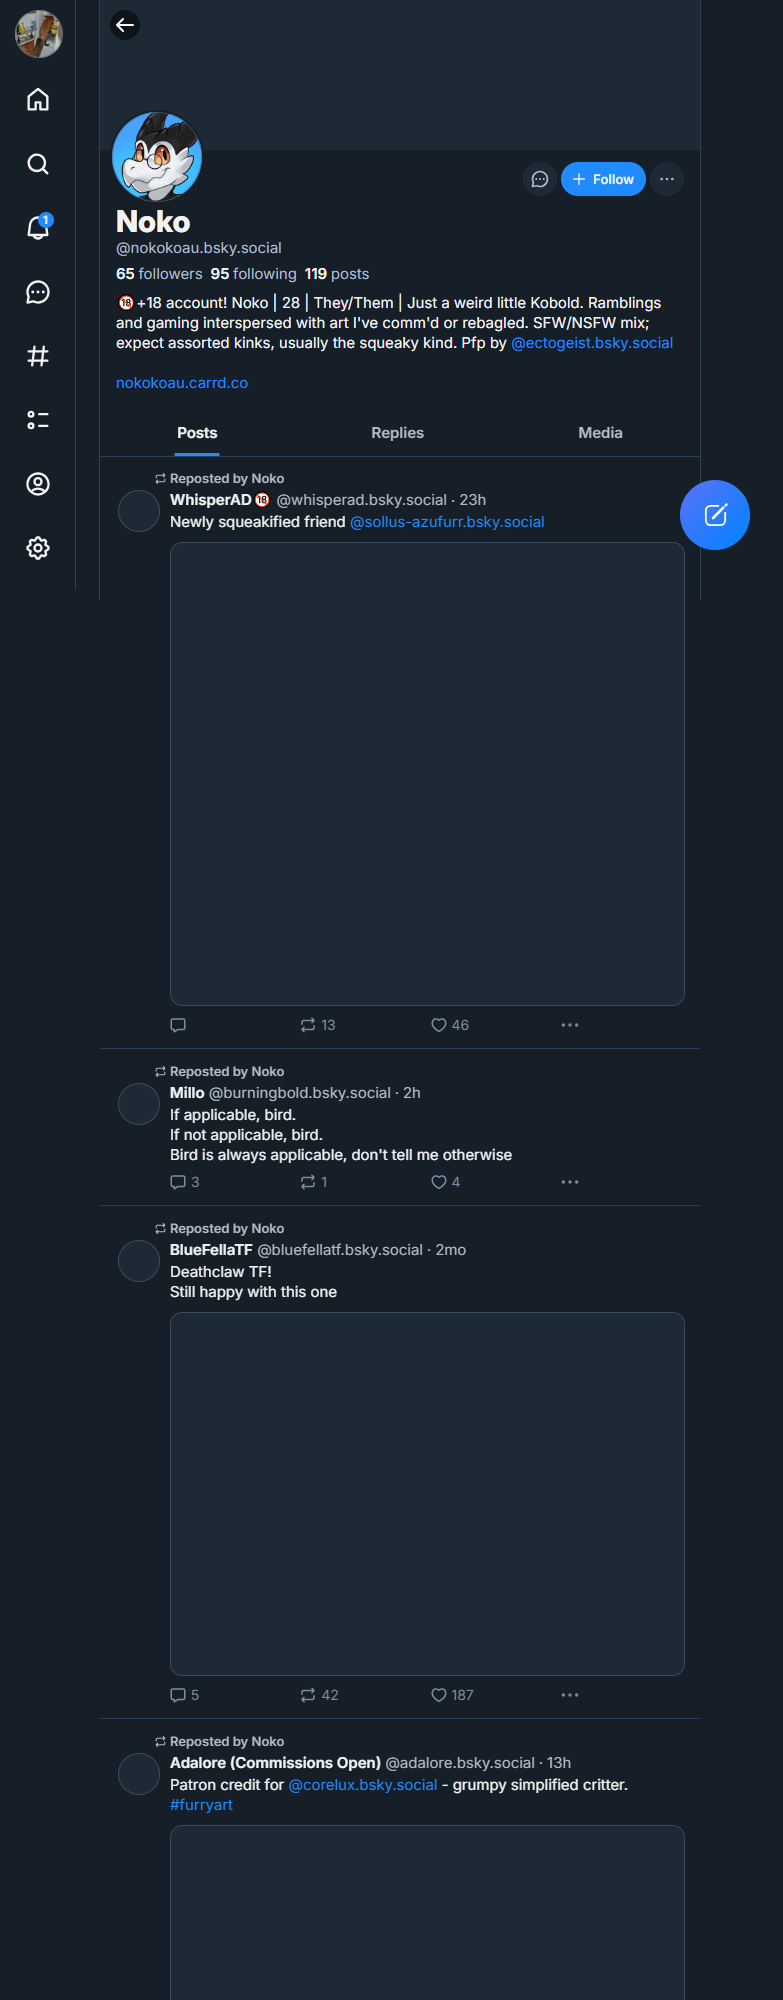 1
+ Follow
Noko
@nokokoau.bsky.social
65 followers 95 following 119 posts
🔞+18 account! Noko | 28 | They/Them | Just a weird little Kobold. Ramblings
and gaming interspersed with art I've comm'd or rebagled. SFW/NSFW mix;
expect assorted kinks, usually the squeaky kind. Pfp by @ectogeist.bsky.social
nokokoau.carrd.co
Posts Replies Media
Reposted by Noko
WhisperAD🔞 @whisperad.bsky.social · 23h
Newly squeakified friend @sollus-azufurr.bsky.social
13 46
Reposted by Noko
Millo @burningbold.bsky.social · 2h
If applicable, bird.
If not applicable, bird.
Bird is always applicable, don't tell me otherwise
3 1 4
Reposted by Noko
BlueFellaTF @bluefellatf.bsky.social · 2mo
Deathclaw TF!
Still happy with this one
5 42 187
Reposted by Noko
Adalore (Commissions Open) @adalore.bsky.social · 13h
Patron credit for @corelux.bsky.social - grumpy simplified critter.
#furryart